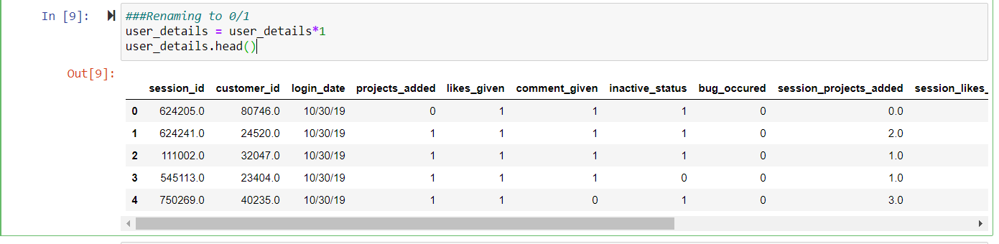 In [9]:
###Renaming to 0/1
user_details = user_details*1
user_details.head()
Out[9]:
session_id customer_id login_date projects_added likes_given comment_given inactive_status bug_occured session_projects_added session_likes_
0 624205.0 80746.0 10/30/19 0 1 1 1 0 0.0
1 624241.0 24520.0 10/30/19 1 1 1 1 0 2.0
2 111002.0 32047.0 10/30/19 1 1 1 1 0 1.0
3 545113.0 23404.0 10/30/19 1 1 1 0 0 1.0
4 750269.0 40235.0 10/30/19 1 1 0 1 0 3.0